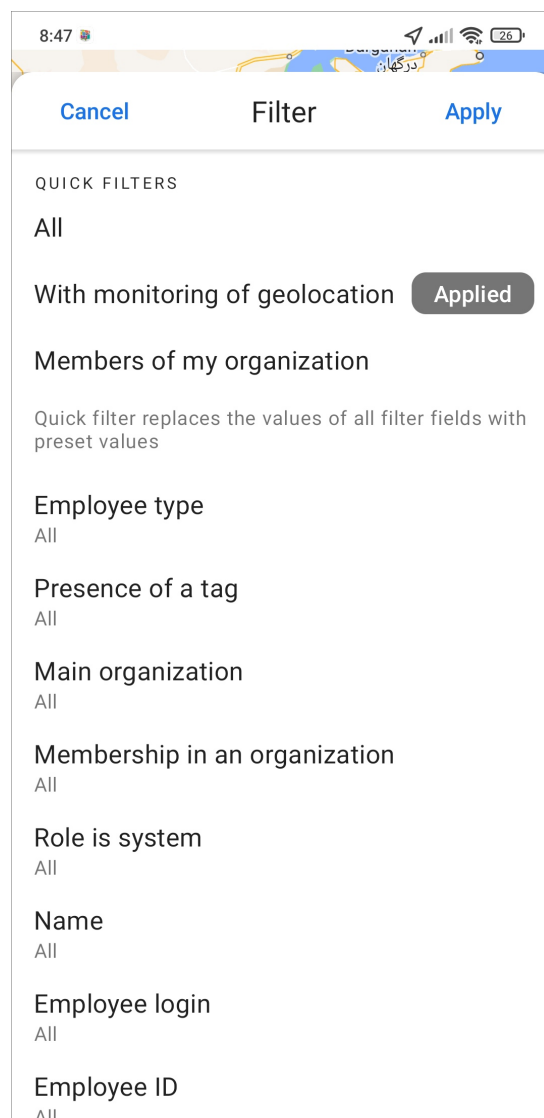 8:47
26
درگهان
Cancel
Filter
Apply
QUICK FILTERS
All
With monitoring of geolocation
Applied
Members of my organization
Quick filter replaces the values of all filter fields with
preset values
Employee type
All
Presence of a tag
All
Main organization
All
Membership in an organization
All
Role is system
All
Name
All
Employee login
All
Employee ID
All